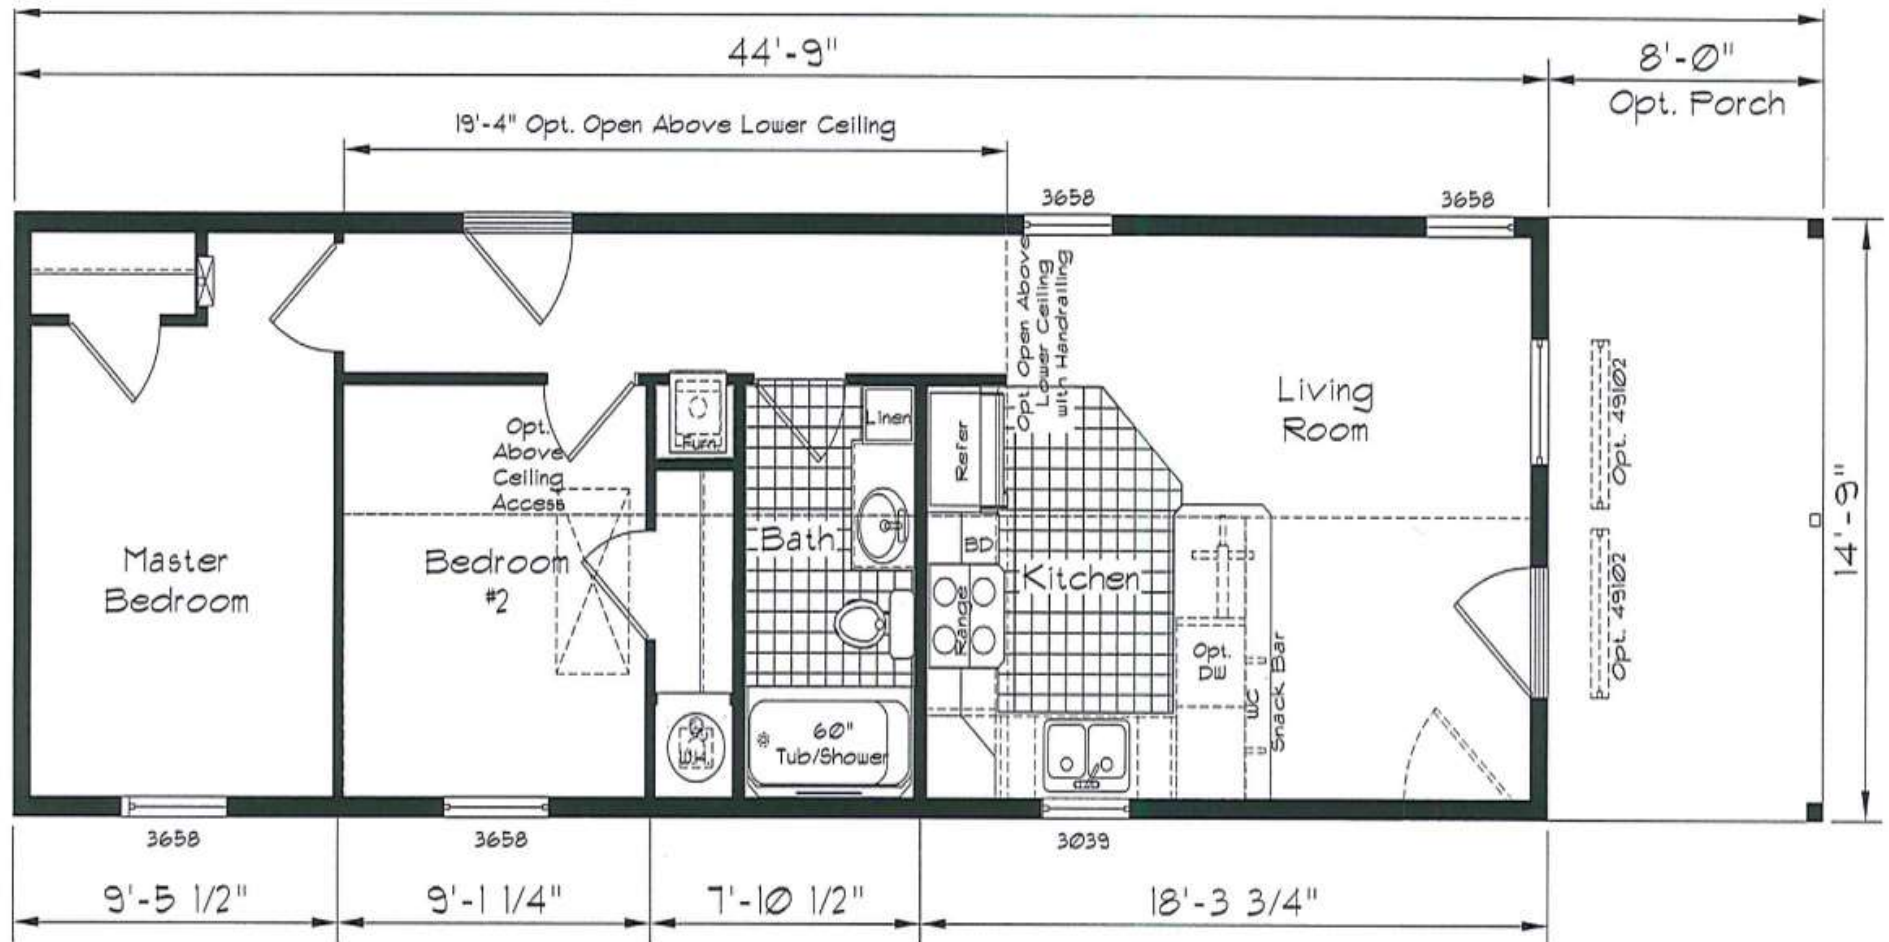 44'-9"
8'-0"
Opt. Porch
19'-4" Opt. Open Above Lower Ceiling
3658
3658
Opt. Open Above
Lower Ceiling
with Handrailing
Living
Room
Opt. 49102
Opt. 49102
14'-9"
Opt.
Above
Ceiling
Access
Furn
Linen
Refer
Master
Bedroom
Bedroom
#2
Bath
BD
Kitchen
Range
Opt.
DW
WC
Snack Bar
WH
60"
Tub/Shower
3658
3658
3039
9'-5 1/2"
9'-1 1/4"
7'-10 1/2"
18'-3 3/4"